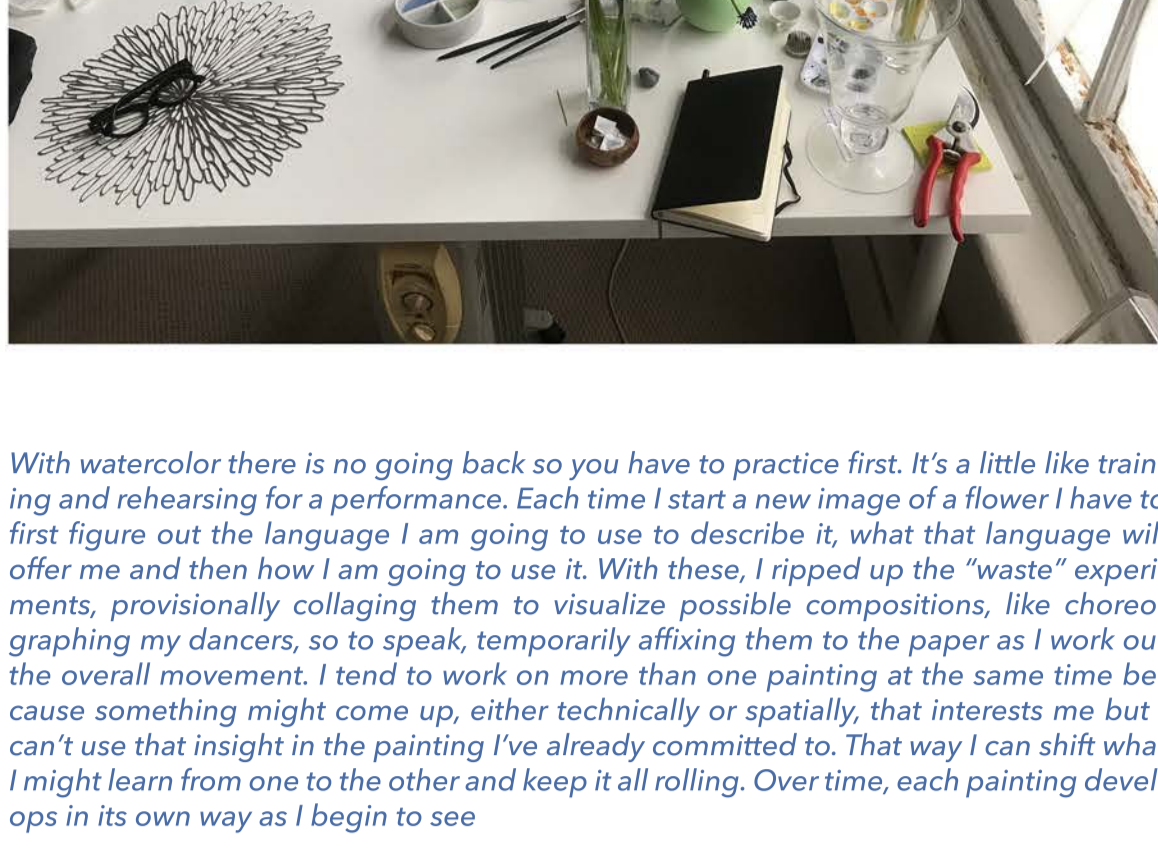 With watercolor there is no going back so you have to practice first. It’s a little like train
ing and rehearsing for a performance. Each time I start a new image of a flower I have to
first figure out the language I am going to use to describe it, what that language wil
offer me and then how I am going to use it. With these, I ripped up the “waste” experi
ments, provisionally collaging them to visualize possible compositions, like choreo
graphing my dancers, so to speak, temporarily affixing them to the paper as I work ou
the overall movement. I tend to work on more than one painting at the same time be
cause something might come up, either technically or spatially, that interests me but
can’t use that insight in the painting I’ve already committed to. That way I can shift wha
I might learn from one to the other and keep it all rolling. Over time, each painting devel
ops in its own way as I begin to see